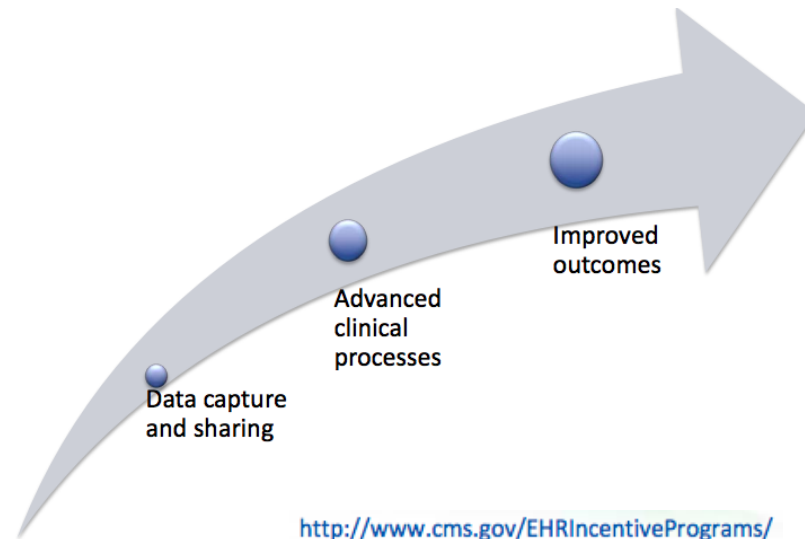 Improved
outcomes
Advanced
clinical
processes
Data capture
and sharing
http://www.cms.gov/EHRIncentivePrograms/